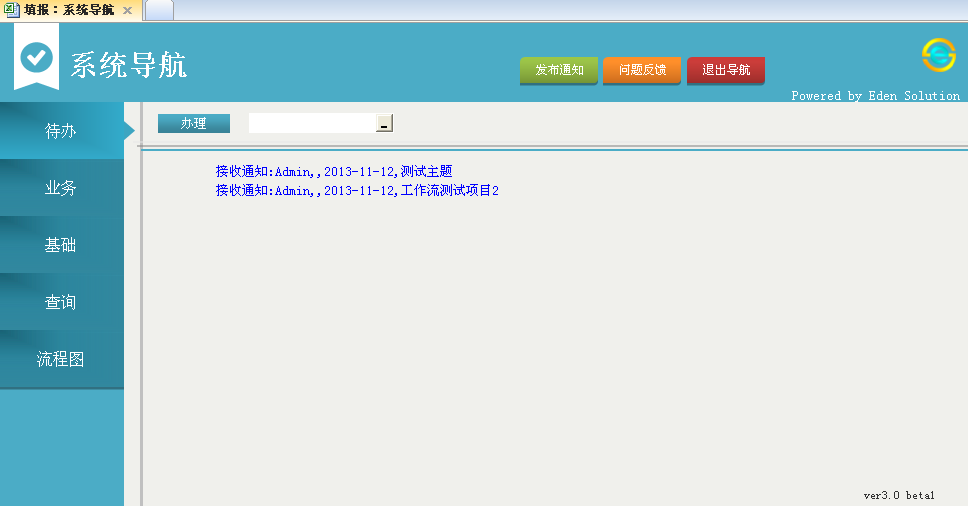 填报：系统导航
系统导航
发布通知 问题反馈 退出导航
Powered by Eden Solution
待办
业务
基础
查询
流程图
办理
接收通知:Admin,,2013-11-12,测试主题
接收通知:Admin,,2013-11-12,工作流测试项目2
ver3.0 beta1